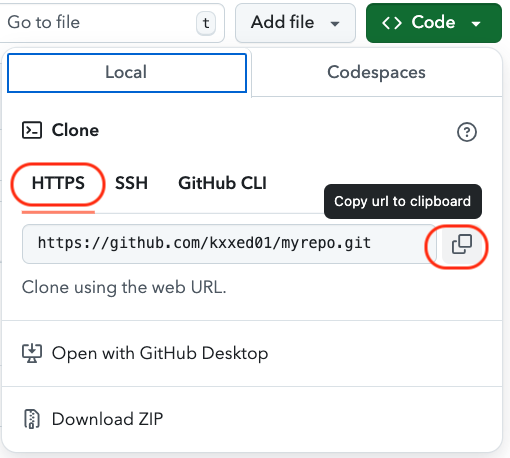 Go to file
t
Add file
<> Code
Local
Codespaces
Clone
?
HTTPS
SSH
GitHub CLI
Copy url to clipboard
https://github.com/kxxed01/myrepo.git
Clone using the web URL.
Open with GitHub Desktop
Download ZIP